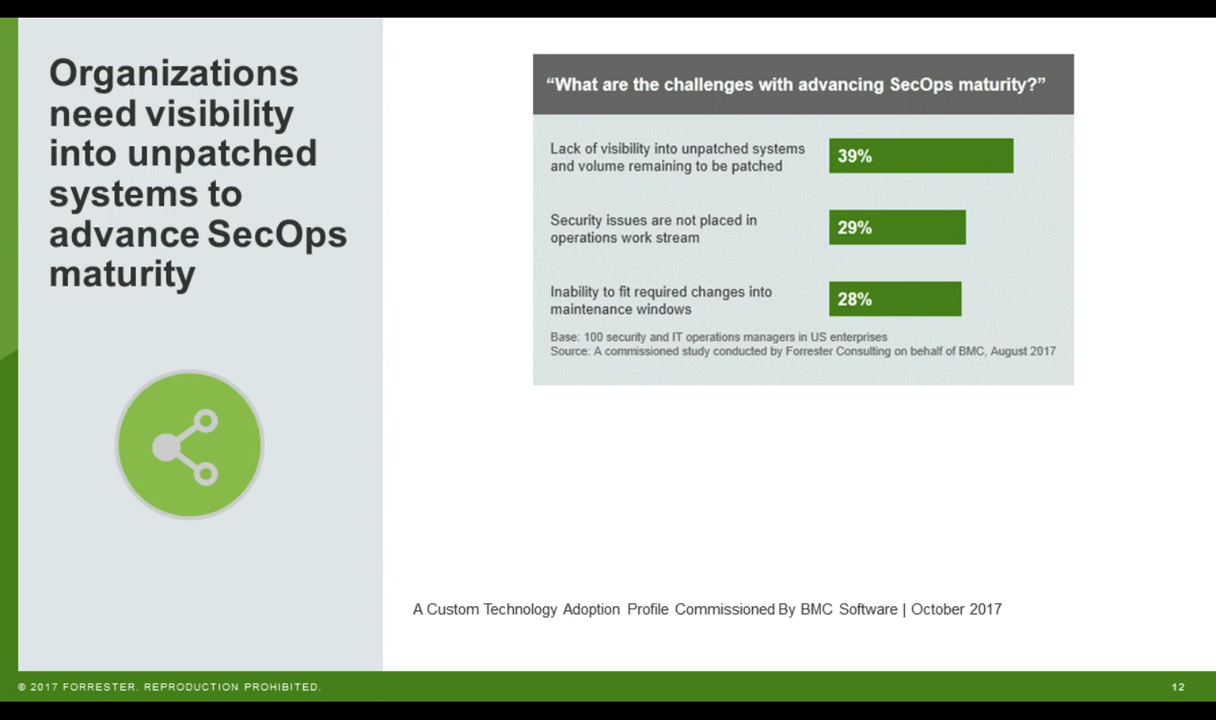 Organizations
need visibility
into unpatched
systems to
advance SecOps
maturity
“What are the challenges with advancing SecOps maturity?”
Lack of visibility into unpatched systems
and volume remaining to be patched
39%
Security issues are not placed in
operations work stream
29%
Inability to fit required changes into
maintenance windows
28%
Base: 100 security and IT operations managers in US enterprises
Source: A commissioned study conducted by Forrester Consulting on behalf of BMC, August 2017
A Custom Technology Adoption Profile Commissioned By BMC Software | October 2017
© 2017 FORRESTER. REPRODUCTION PROHIBITED.
12